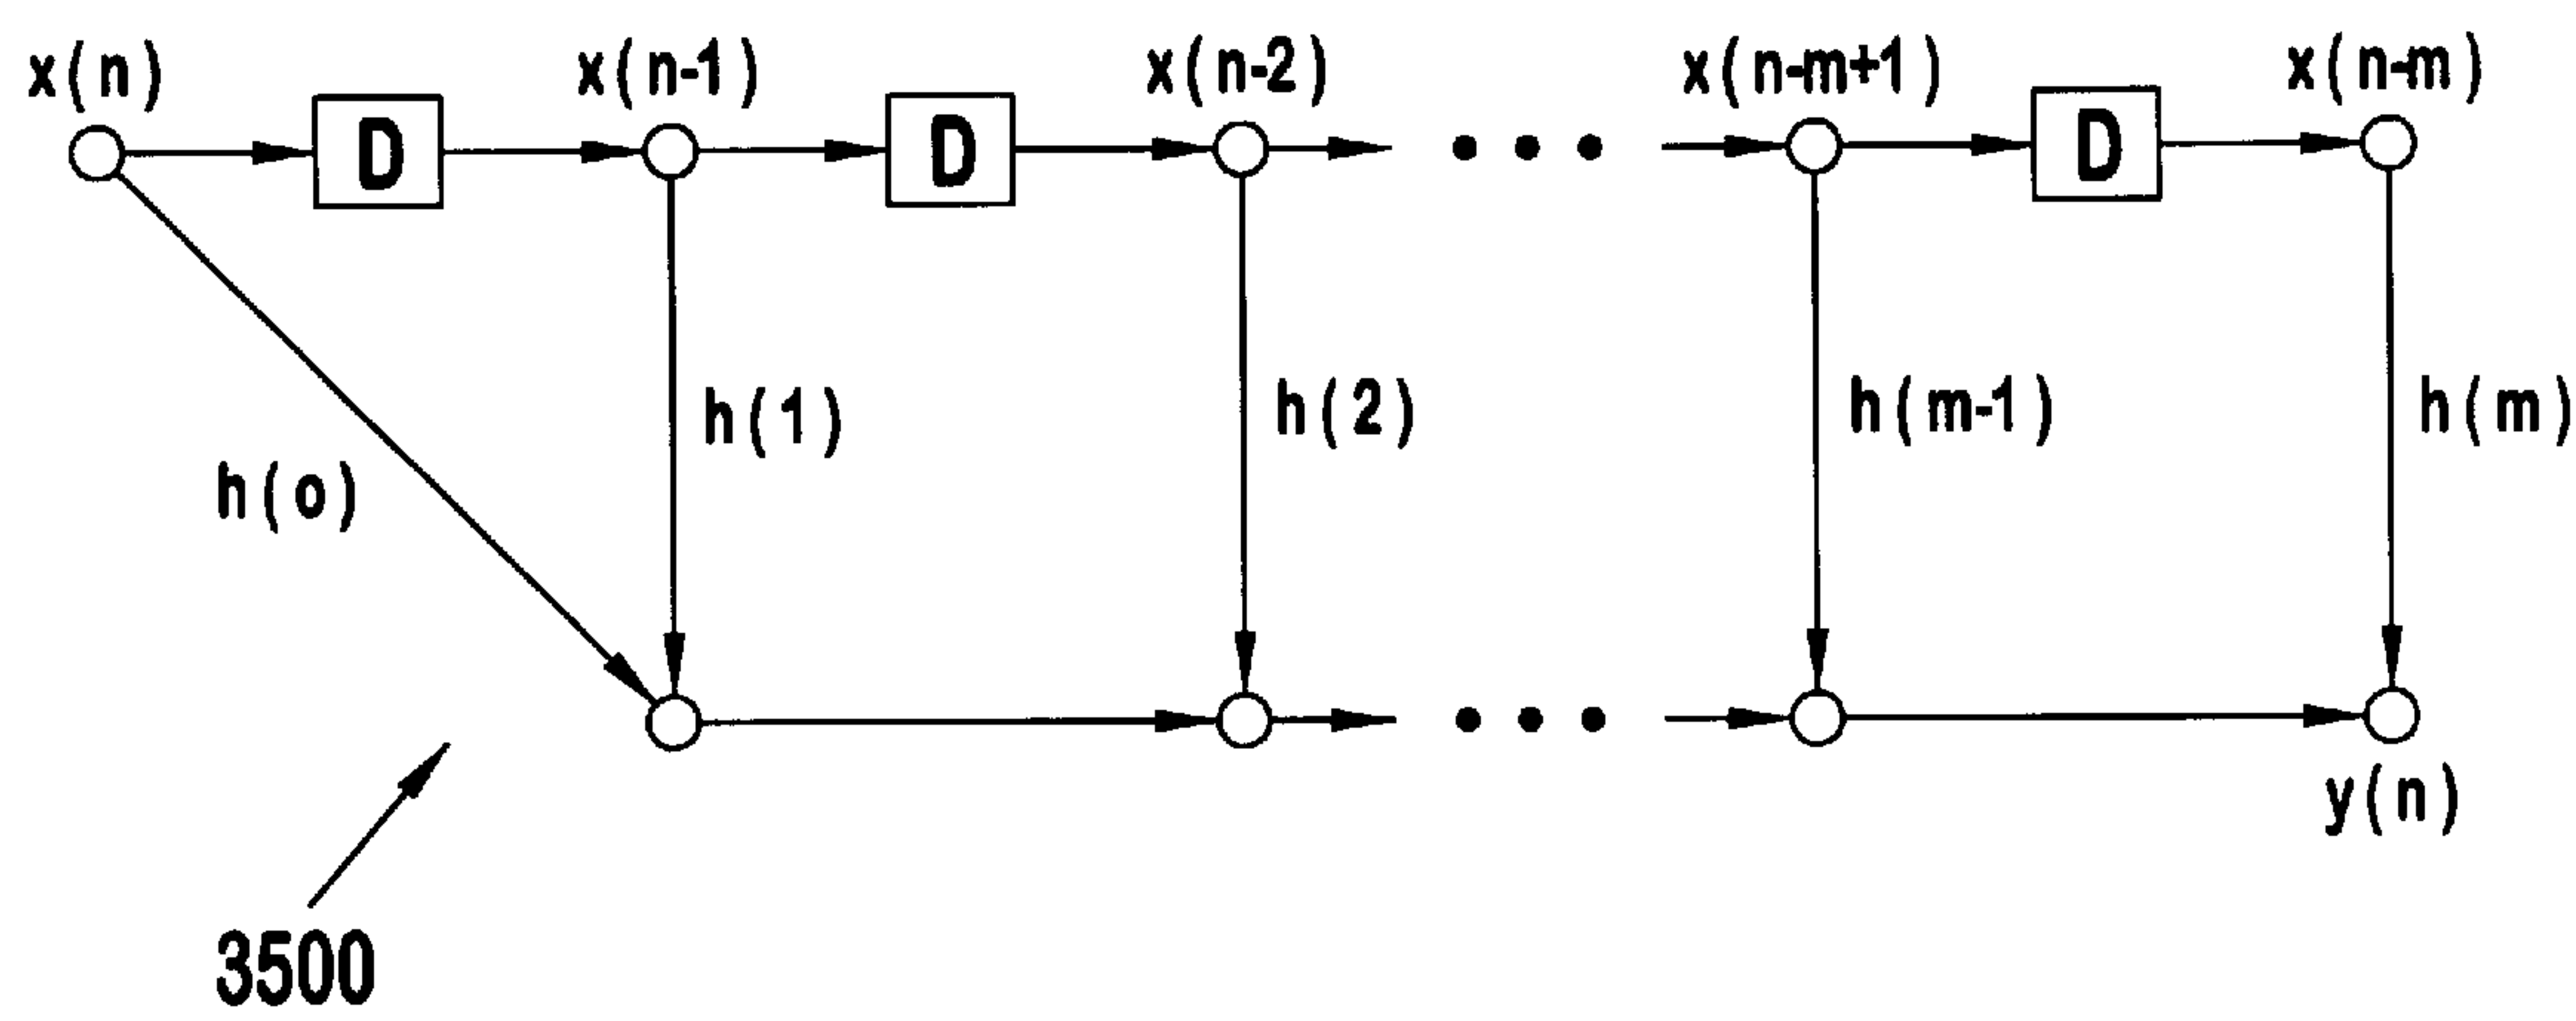 x(n)
x(n-1)
x(n-2)
x(n-m+1)
x(n-m)
D
D
D
h(o)
h(1)
h(2)
h(m-1)
h(m)
y(n)
3500